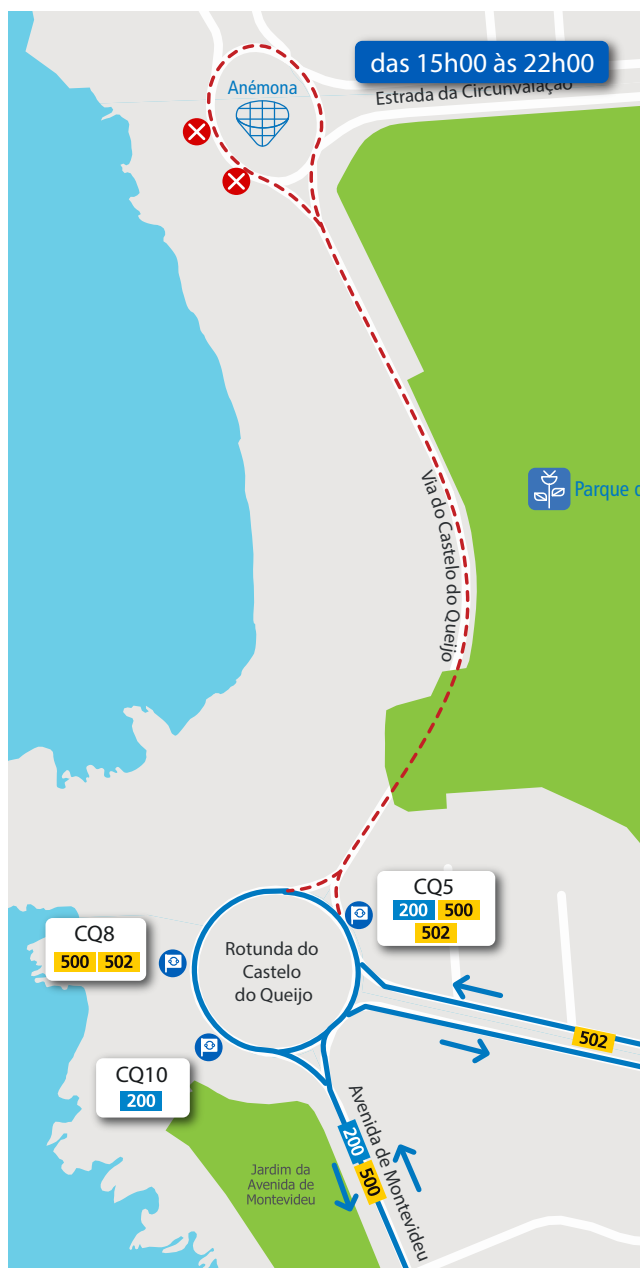 das 15h00 às 22h00
Anémona
Estrada da Circunvalação
Via do Castelo do Queijo
Parque
CQ5
200 500
502
CQ8
500 502
Rotunda do
Castelo
do Queijo
502
CQ10
200
200
500
Avenida de Montevideu
Jardim da
Avenida de
Montevideu